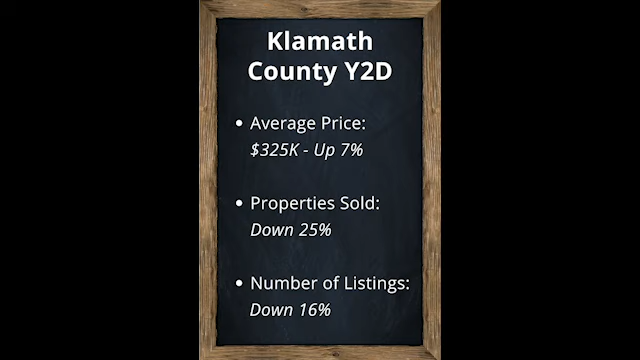 Klamath
County Y2D
• Average Price:
$325K - Up 7%
• Properties Sold:
Down 25%
• Number of Listings:
Down 16%